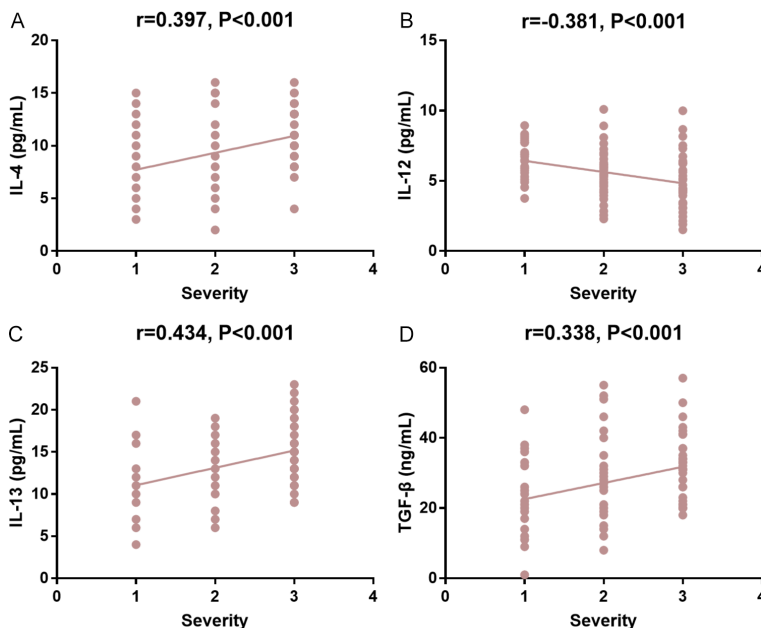 A
r=0.397, P<0.001
20
15
10
5
0
IL-4 (pg/mL)
0 1 2 3 4
Severity
B
r=-0.381, P<0.001
15
10
5
0
IL-12 (pg/mL)
0 1 2 3 4
Severity
C
r=0.434, P<0.001
25
20
15
10
5
0
IL-13 (pg/mL)
0 1 2 3 4
Severity
D
r=0.338, P<0.001
60
40
20
0
TGF-β (ng/mL)
0 1 2 3 4
Severity